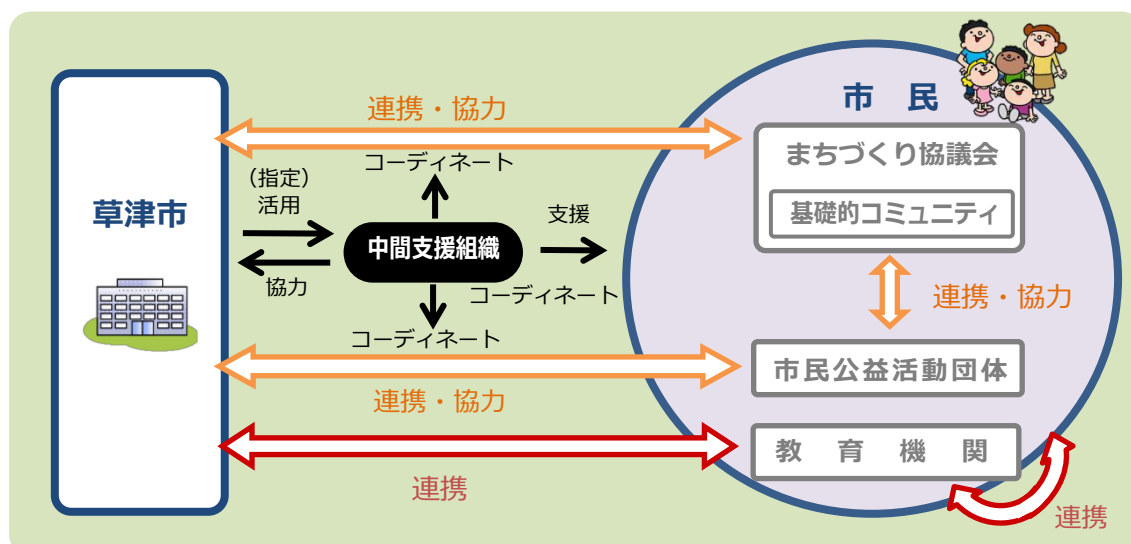 市 民
連携・協力
まちづくり協議会
コーディネート
(指定)
活用
草津市
支援
基礎的コミュニティ
中間支援組織
協力
コーディネート
連携・協力
コーディネート
市民公益活動団体
連携・協力
教 育 機 関
連携
連携